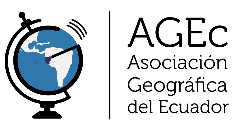 AGEc
Asociación
Geográfica
del Ecuador